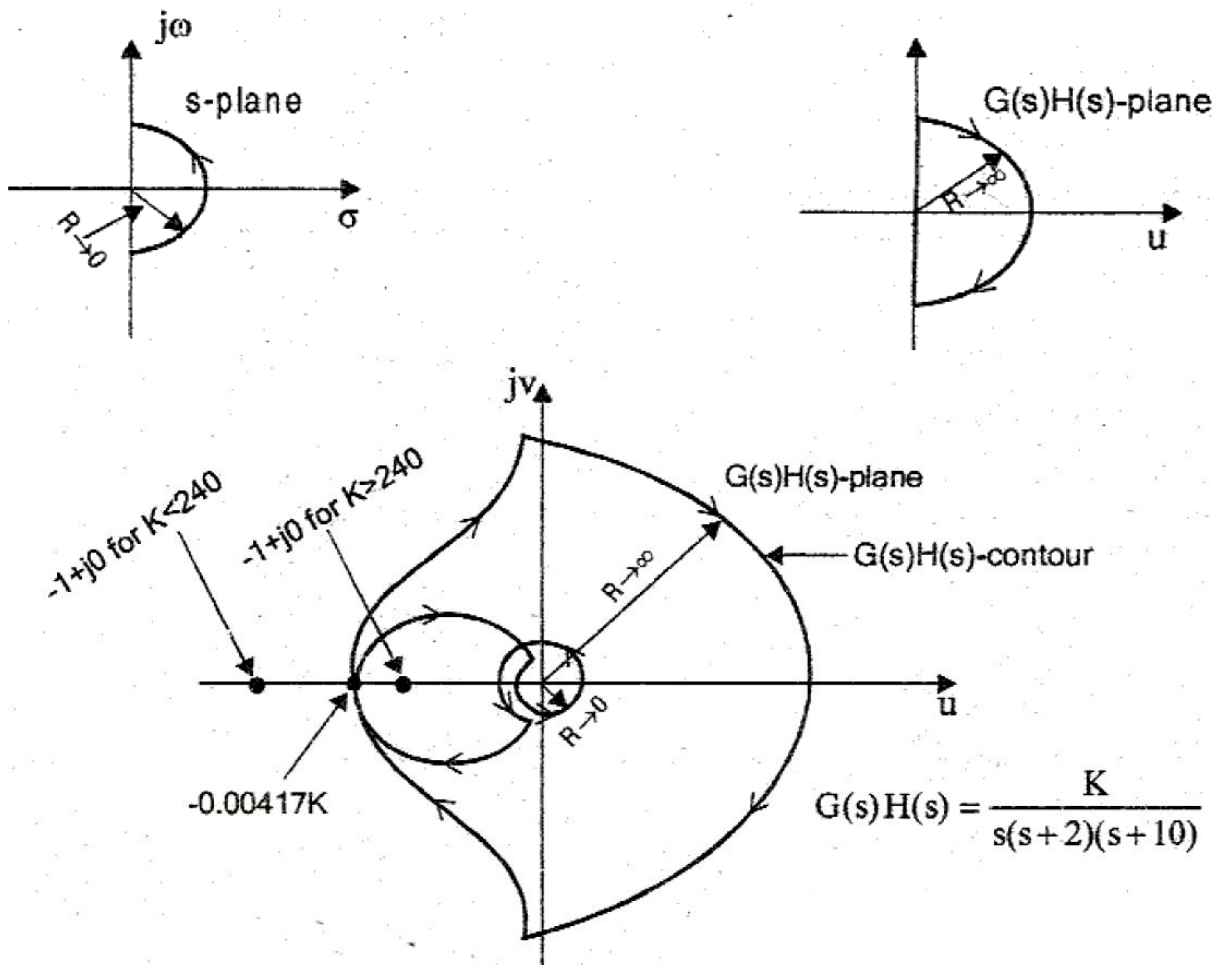 jω
s-plane
σ
R→0
G(s)H(s)-plane
R→∞
u
jv
-1+j0 for K<240
-1+j0 for K>240
G(s)H(s)-plane
R→∞
G(s)H(s)-contour
u
R→0
-0.00417K
G(s)H(s) = K / s(s+2)(s+10)